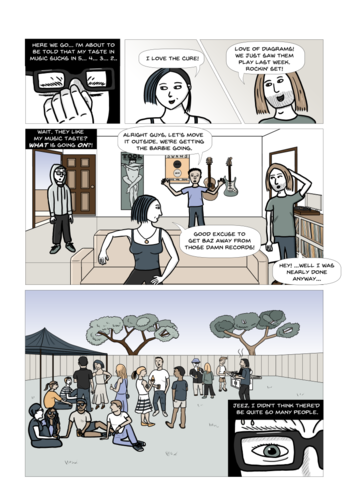 HERE WE GO... I'M ABOUT TO
BE TOLD THAT MY TASTE IN
MUSIC SUCKS IN 5... 4... 3... 2..
I LOVE THE CURE!
LOVE OF DIAGRAMS!
WE JUST SAW THEM
PLAY LAST WEEK,
ROCKIN' SET!
WAIT, THEY LIKE
MY MUSIC TASTE?
WHAT IS GOING ON?!
ALRIGHT GUYS, LET'S MOVE
IT OUTSIDE, WE'RE GETTING
THE BARBIE GOING.
GOOD EXCUSE TO
GET BAZ AWAY FROM
THOSE DAMN RECORDS!
HEY! ...WELL I WAS
NEARLY DONE
ANYWAY...
JEEZ, I DIDN'T THINK THERE'D
BE QUITE SO MANY PEOPLE.